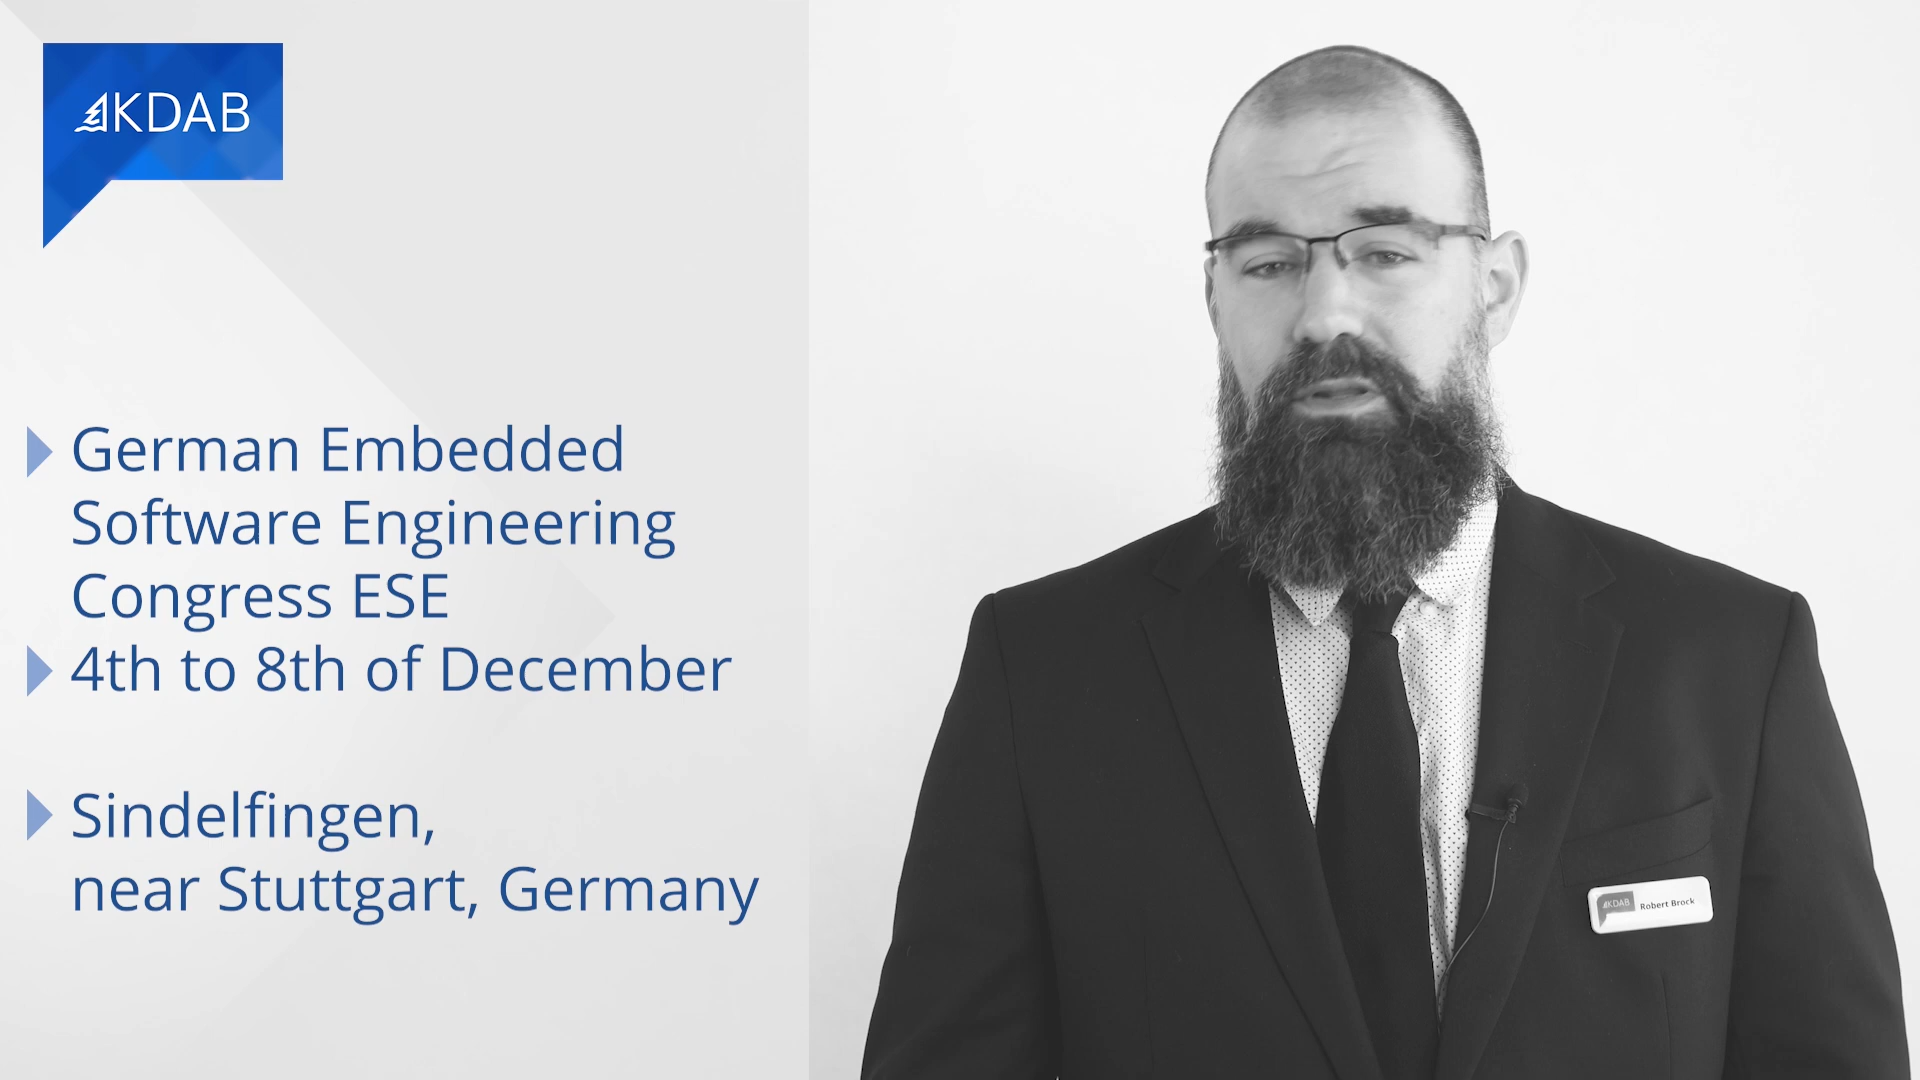 KDAB
German Embedded
Software Engineering
Congress ESE
4th to 8th of December
Sindelfingen,
near Stuttgart, Germany
KDAB Robert Brock